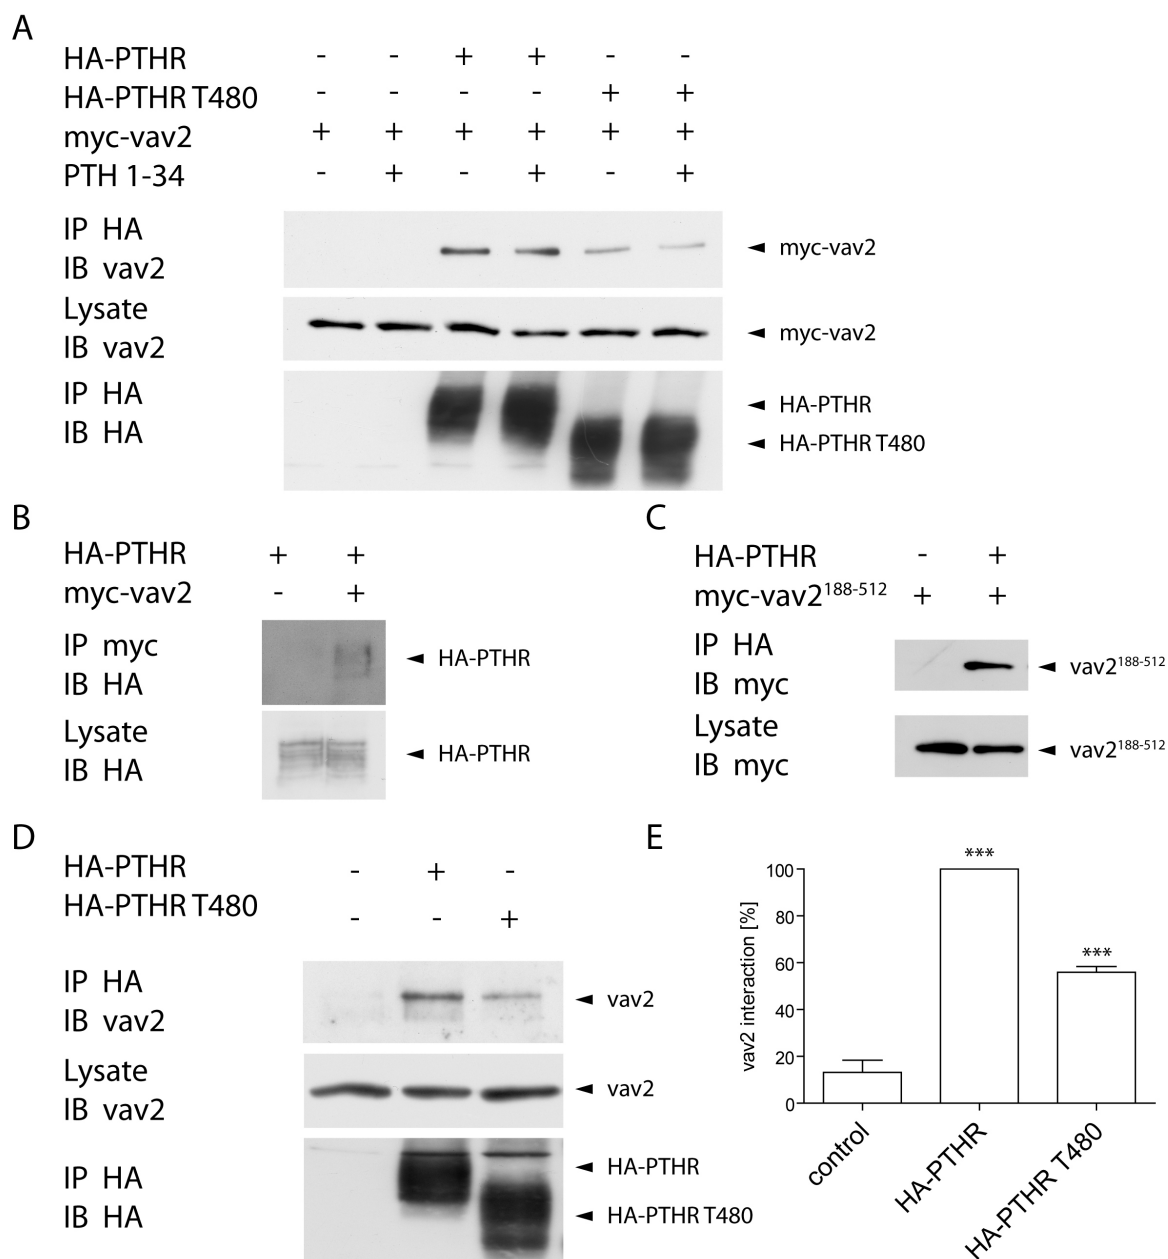 A
HA-PTHR - - + + - -
HA-PTHR T480 - - - - + +
myc-vav2 + + + + + +
PTH 1-34 - + - + - +
IP HA
IB vav2
myc-vav2
Lysate
IB vav2
myc-vav2
IP HA
IB HA
HA-PTHR
HA-PTHR T480
B
HA-PTHR + +
myc-vav2 - +
IP myc
IB HA
HA-PTHR
Lysate
IB HA
HA-PTHR
C
HA-PTHR - +
myc-vav2188-512 + +
IP HA
IB myc
vav2188-512
Lysate
IB myc
vav2188-512
D
HA-PTHR - + -
HA-PTHR T480 - - +
IP HA
IB vav2
vav2
Lysate
IB vav2
vav2
IP HA
IB HA
HA-PTHR
HA-PTHR T480
E
vav2 interaction [%]
100
80
60
40
20
0
***
***
control
HA-PTHR
HA-PTHR T480